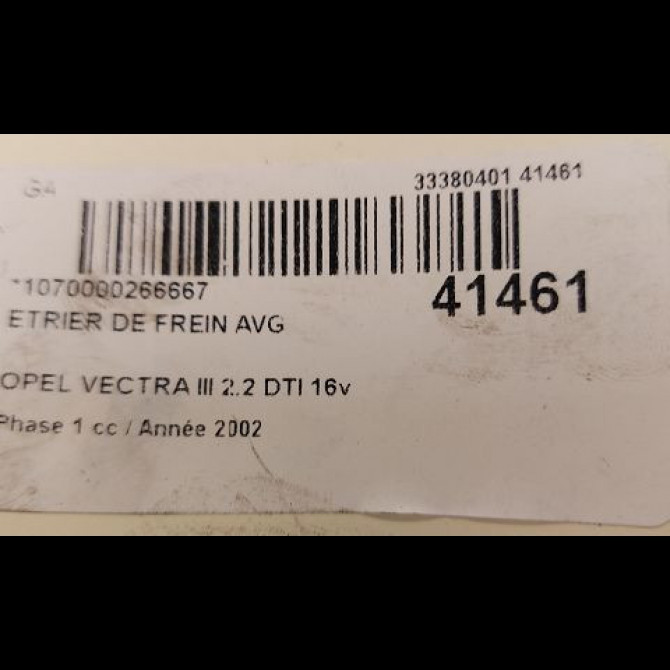 G4
33380401 41461
*1070000266667
41461
ETRIER DE FREIN AVG
OPEL VECTRA III 2.2 DTI 16v
Phase 1 cc / Année 2002